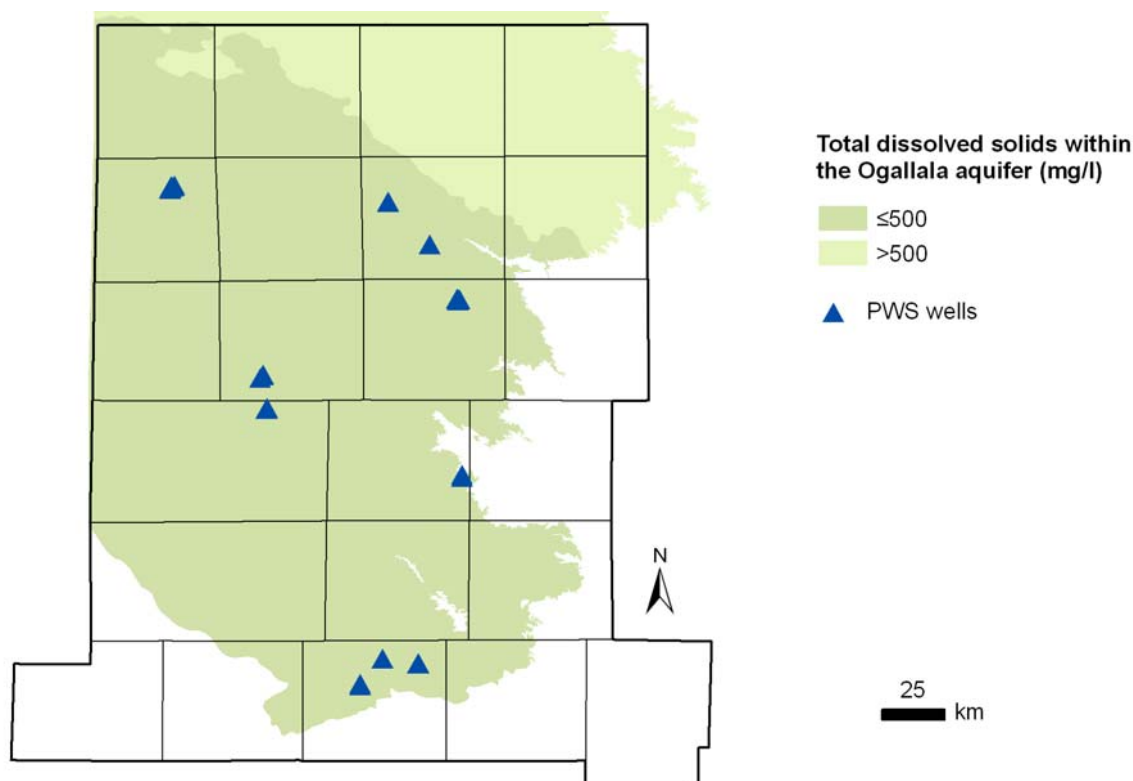 Total dissolved solids within
the Ogallala aquifer (mg/l)
≤500
>500
PWS wells
N
25
km